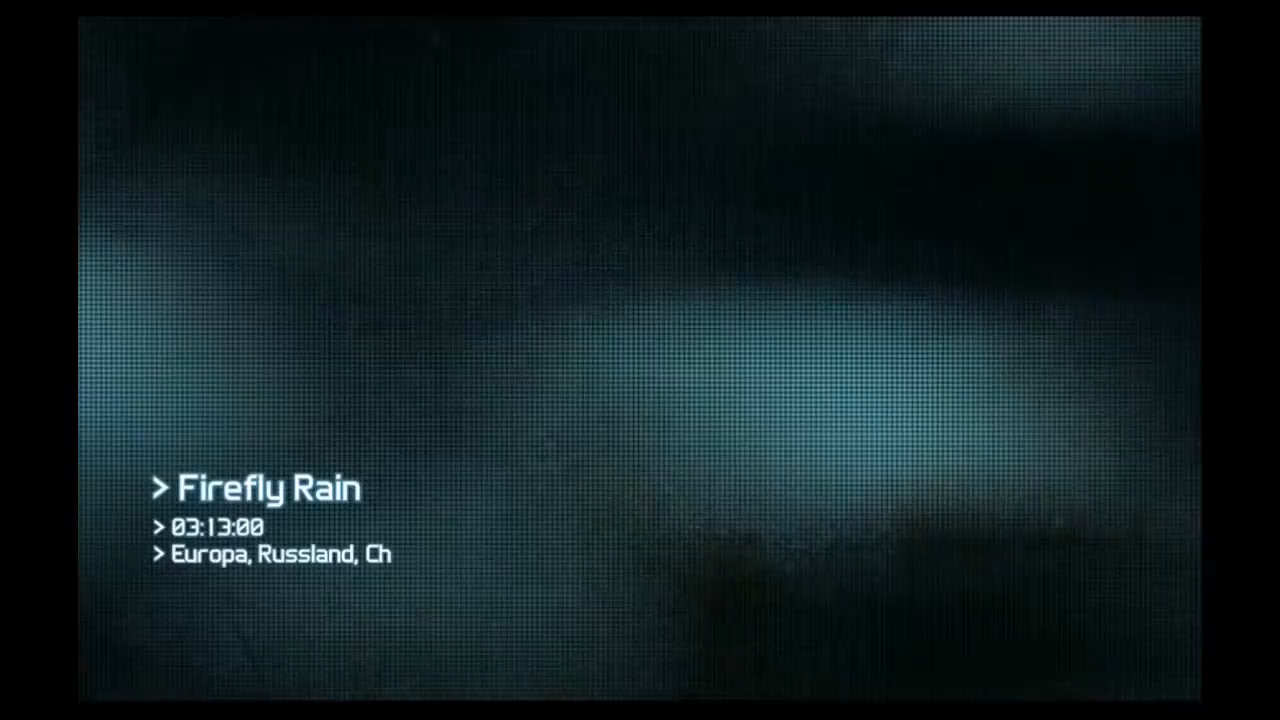 > Firefly Rain
> 03:13:00
> Europa, Russland, Ch